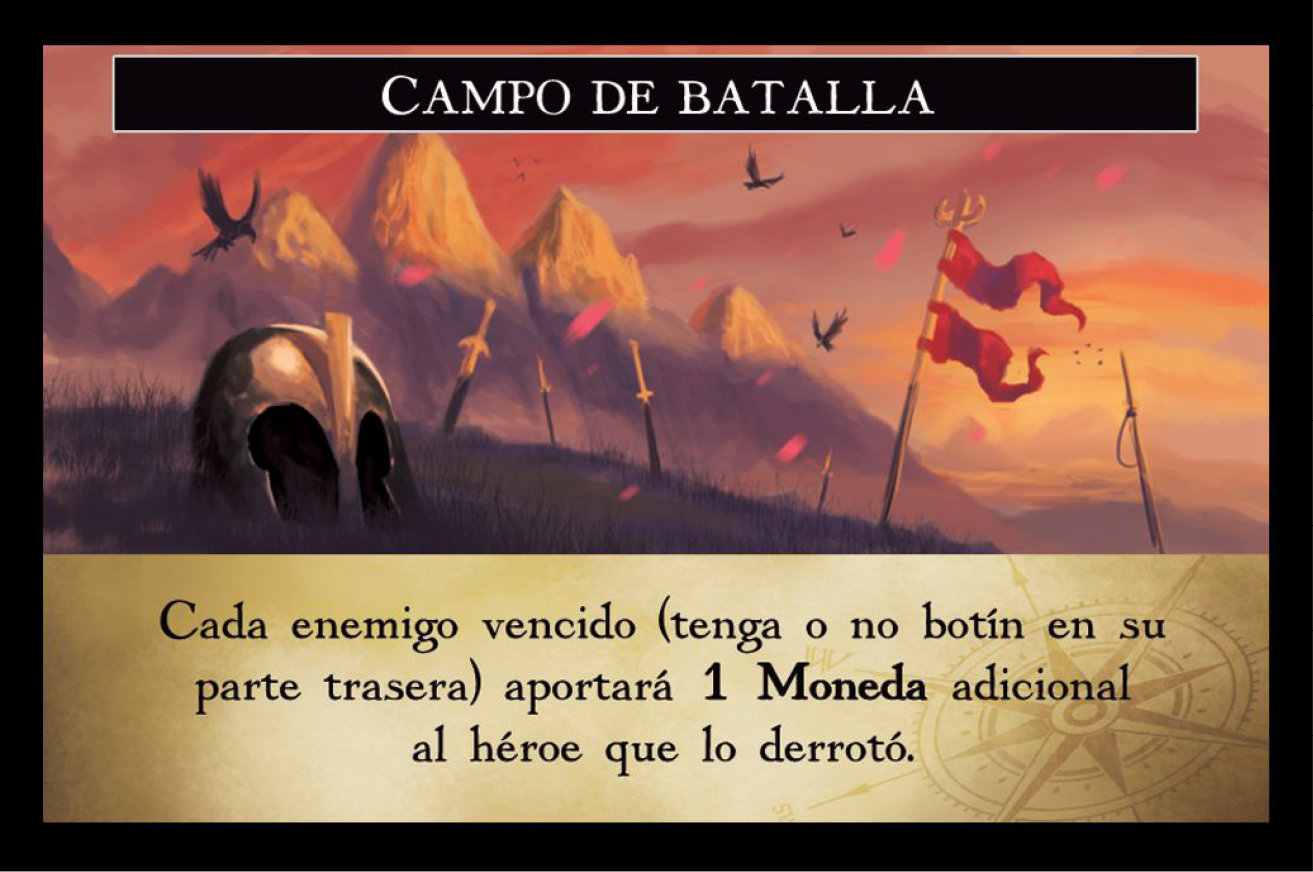 Campo de batalla
Cada enemigo vencido (tenga o no botín en su
parte trasera) aportará 1 Moneda adicional
al héroe que lo derrotó.